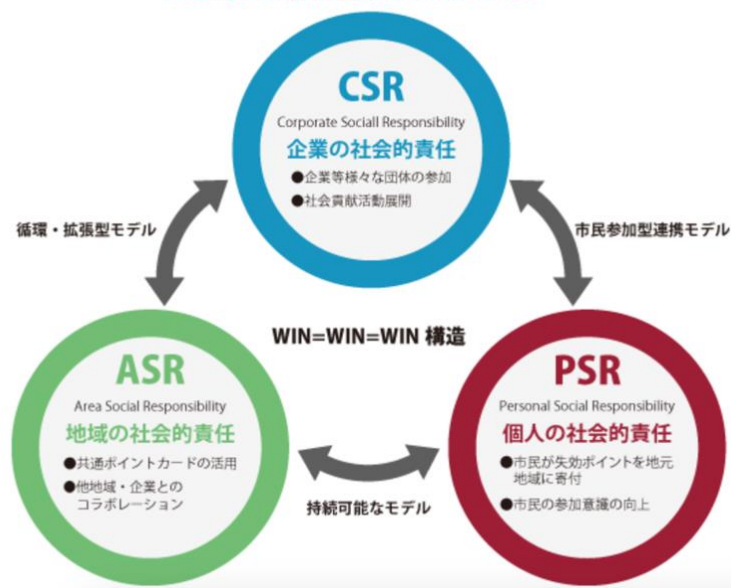 CSR
Corporate Sociall Responsibility
企業の社会的責任
●企業等様々な団体の参加
●社会貢献活動展開
循環・拡張型モデル
市民参加型連携モデル
WIN=WIN=WIN 構造
ASR
Area Social Responsibility
地域の社会的責任
●共通ポイントカードの活用
●他地域・企業との
コラボレーション
PSR
Personal Social Responsibility
個人の社会的責任
●市民が失効ポイントを地元
地域に寄付
●市民の参加意識の向上
持続可能なモデル